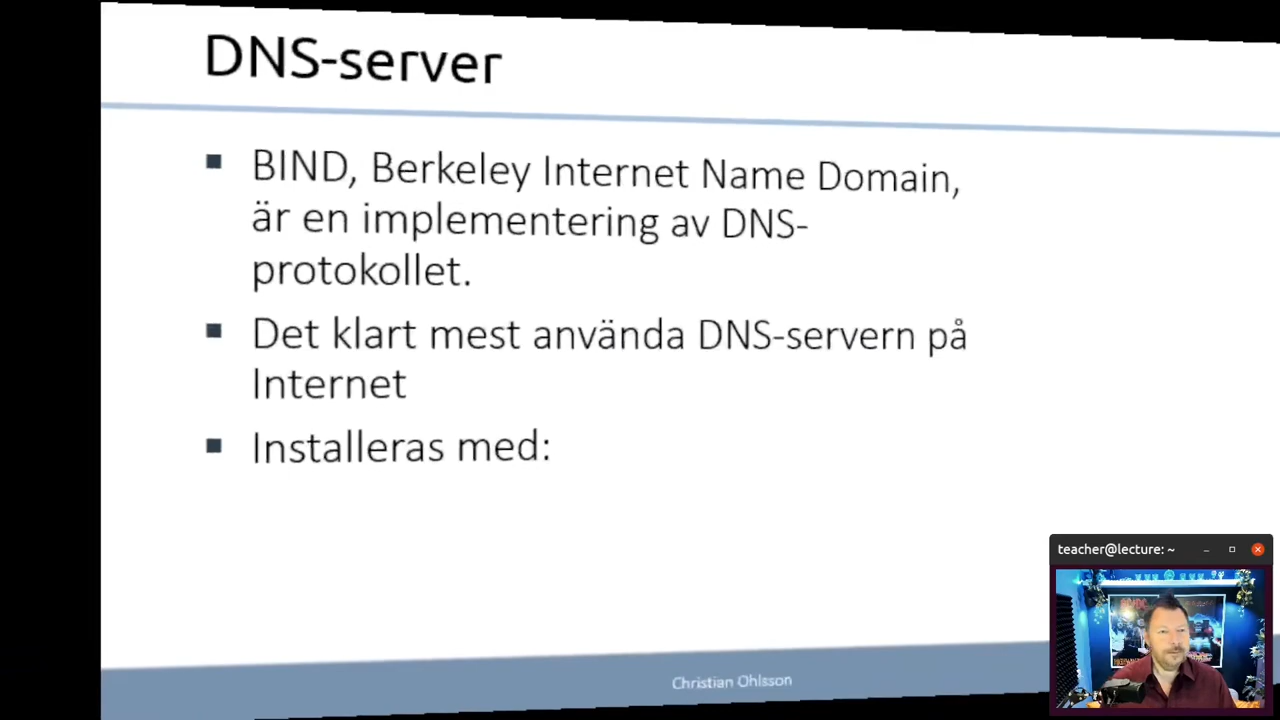 DNS-server
BIND, Berkeley Internet Name Domain,
är en implementering av DNS-
protokollet.
Det klart mest använda DNS-servern på
Internet
Installeras med:
teacher@lecture: ~
Christian Ohlsson